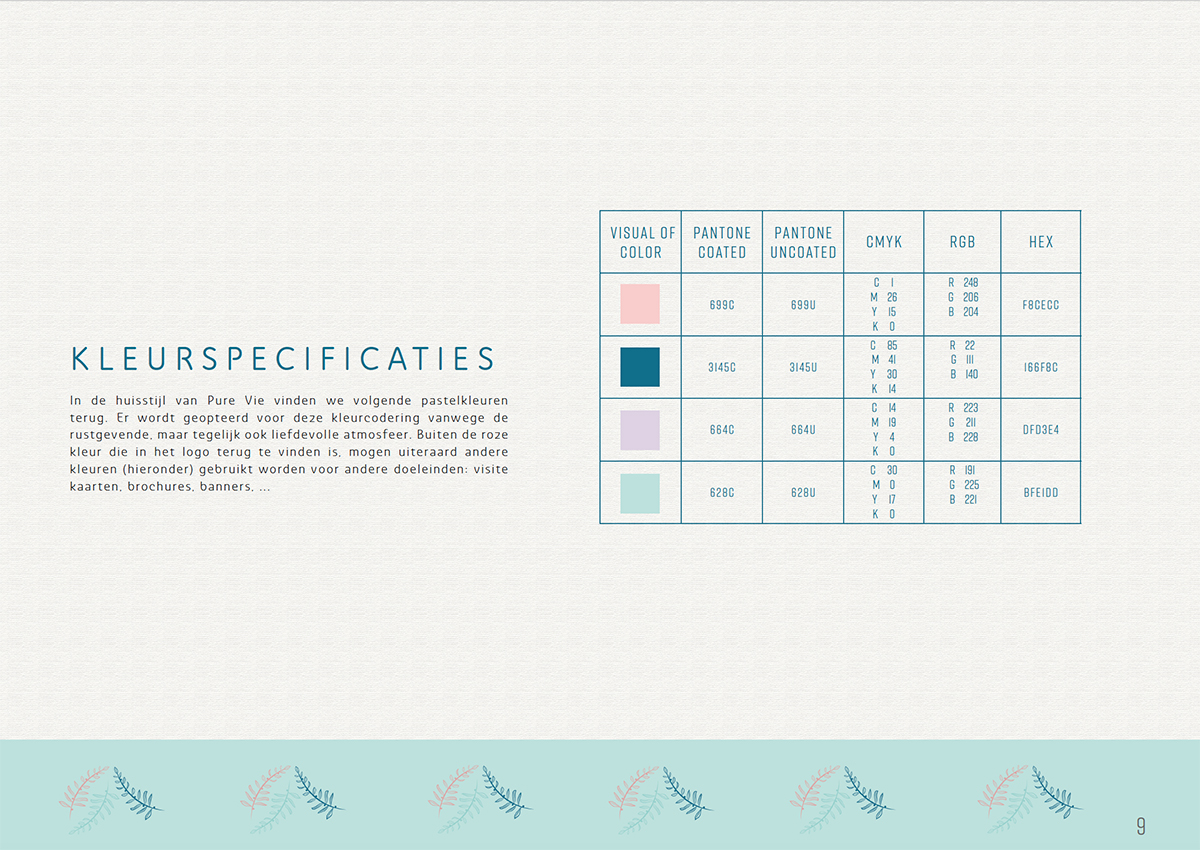 KLEURSPECIFICATIES
In de huisstijl van Pure Vie vinden we volgende pastelkleuren
terug. Er wordt geopteerd voor deze kleurcodering vanwege de
rustgevende, maar tegelijk ook liefdevolle atmosfeer. Buiten de roze
kleur die in het logo terug te vinden is, mogen uiteraard andere
kleuren (hieronder) gebruikt worden voor andere doeleinden: visite
kaarten, brochures, banners, ...
VISUAL OF
COLOR
PANTONE
COATED
PANTONE
UNCOATED
CMYK
RGB
HEX
699C
699U
C 1
M 26
Y 15
K 0
R 248
G 206
B 204
F8CECC
3145C
3145U
C 85
M 41
Y 30
K 14
R 22
G 111
B 140
166F8C
664C
664U
C 14
M 19
Y 4
K 0
R 223
G 211
B 228
DFD3E4
628C
628U
C 30
M 0
Y 17
K 0
R 191
G 225
B 221
BFE1DD
9